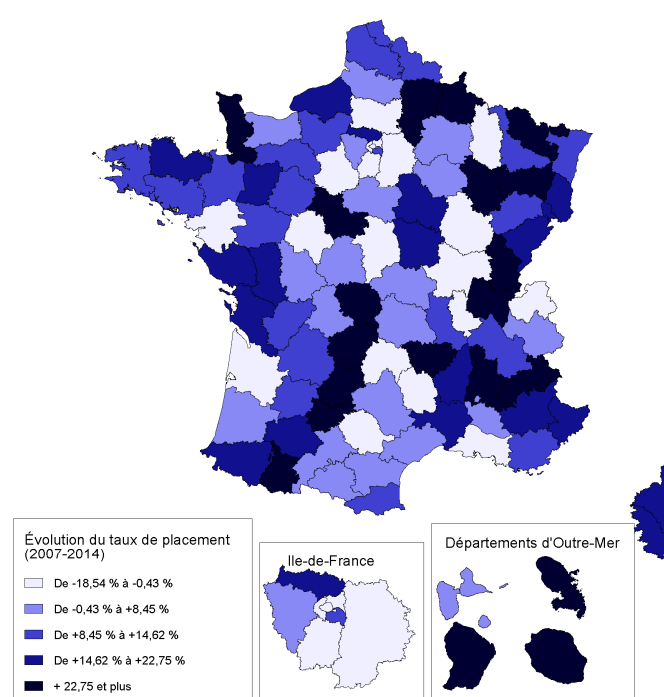 Évolution du taux de placement
(2007-2014)
De -18,54 % à -0,43 %
De -0,43 % à +8,45 %
De +8,45 % à +14,62 %
De +14,62 % à +22,75 %
+ 22,75 et plus
Ile-de-France
Départements d'Outre-Mer